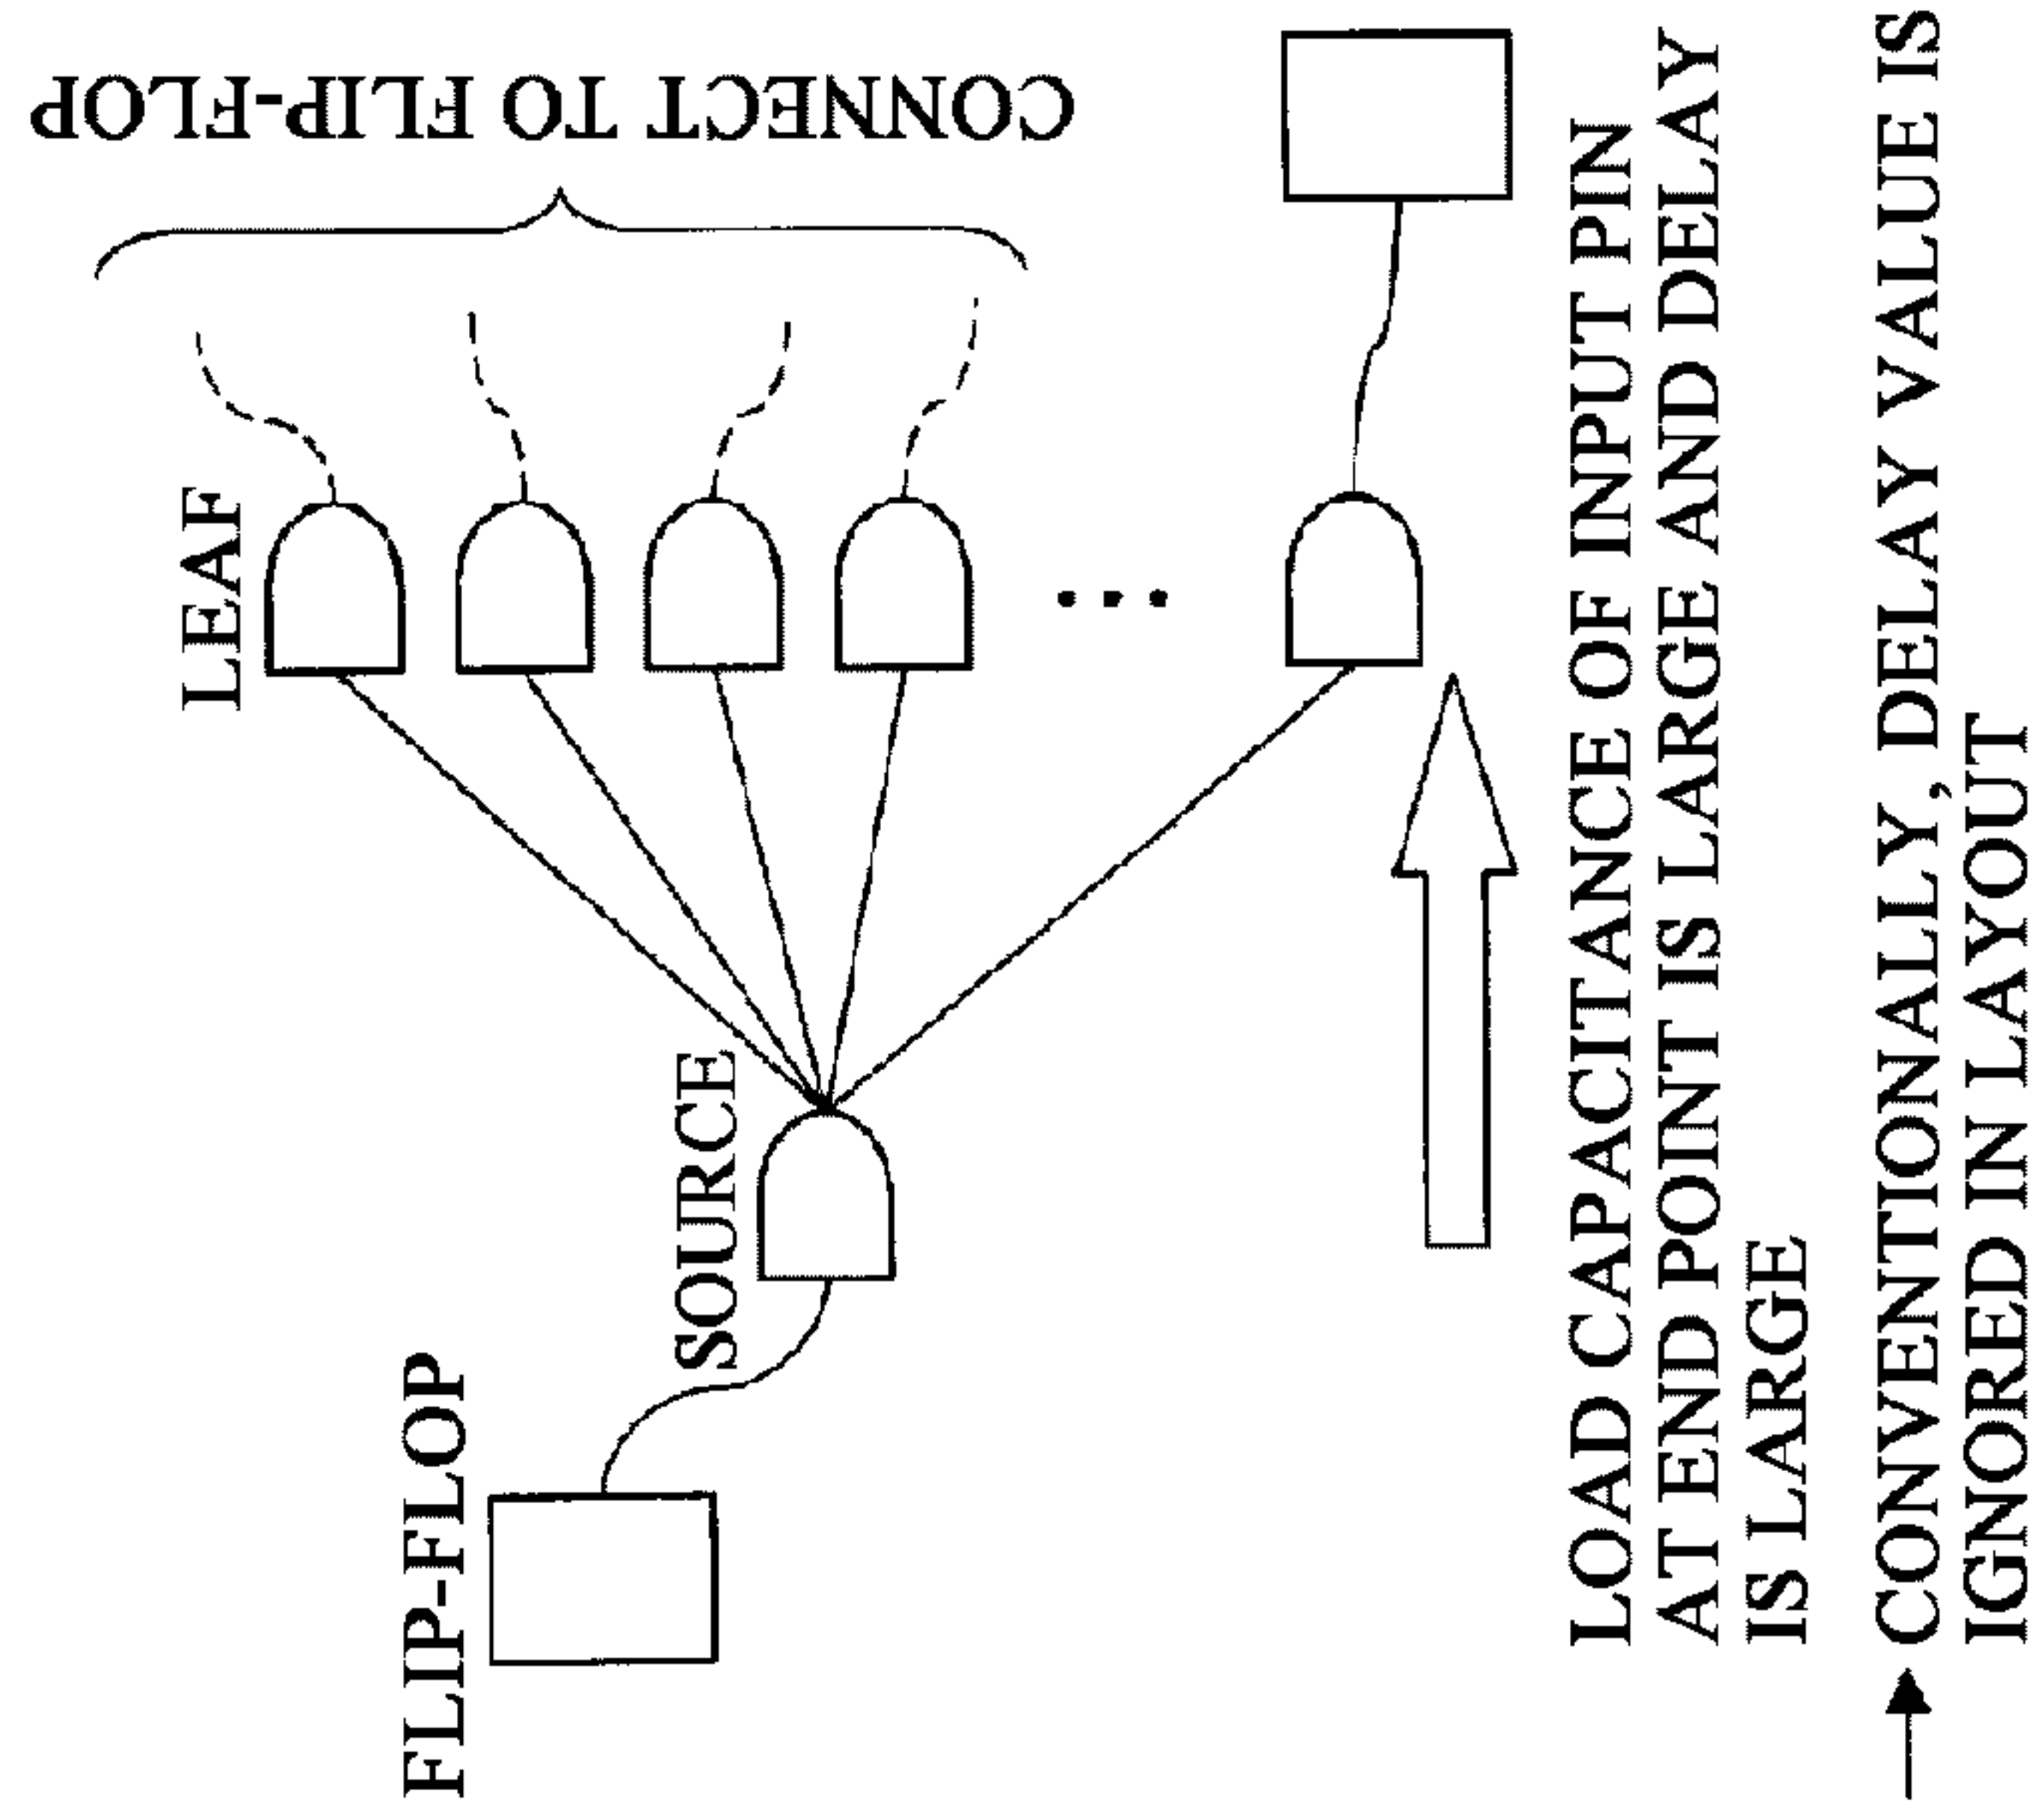 FLIP-FLOP
SOURCE
LEAF
CONNECT TO FLIP-FLOP
LOAD CAPACITANCE OF INPUT PIN
AT END POINT IS LARGE AND DELAY
IS LARGE
CONVENTIONALLY, DELAY VALUE IS
IGNORED IN LAYOUT